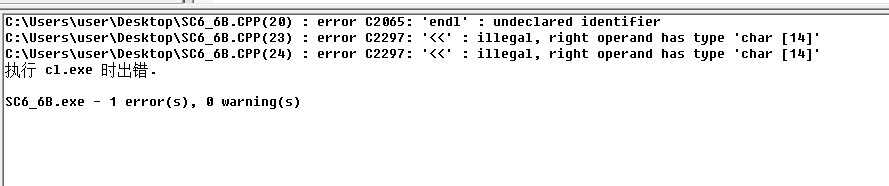 C:\Users\user\Desktop\SC6_6B.CPP(20) : error C2065: 'endl' : undeclared identifier
C:\Users\user\Desktop\SC6_6B.CPP(23) : error C2297: '<<' : illegal, right operand has type 'char [14]'
C:\Users\user\Desktop\SC6_6B.CPP(24) : error C2297: '<<' : illegal, right operand has type 'char [14]'
执行 cl.exe 时出错.
SC6_6B.exe - 1 error(s), 0 warning(s)